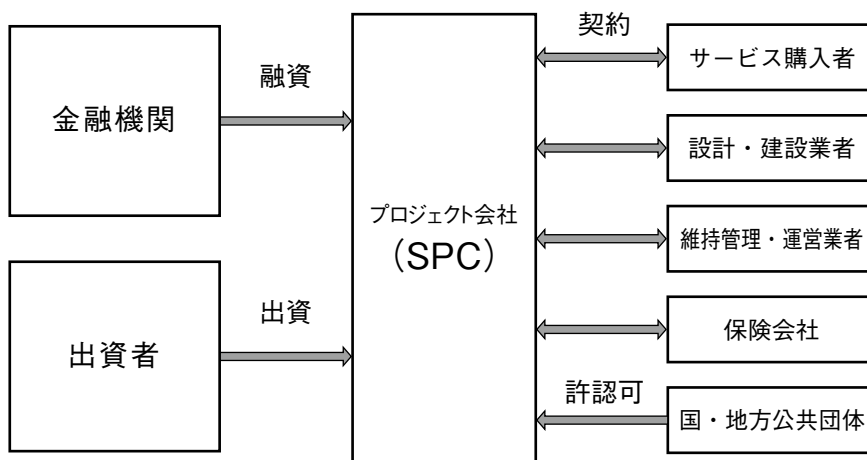 金融機関
融資
出資者
出資
プロジェクト会社
（SPC）
契約
サービス購入者
設計・建設業者
維持管理・運営業者
保険会社
許認可
国・地方公共団体